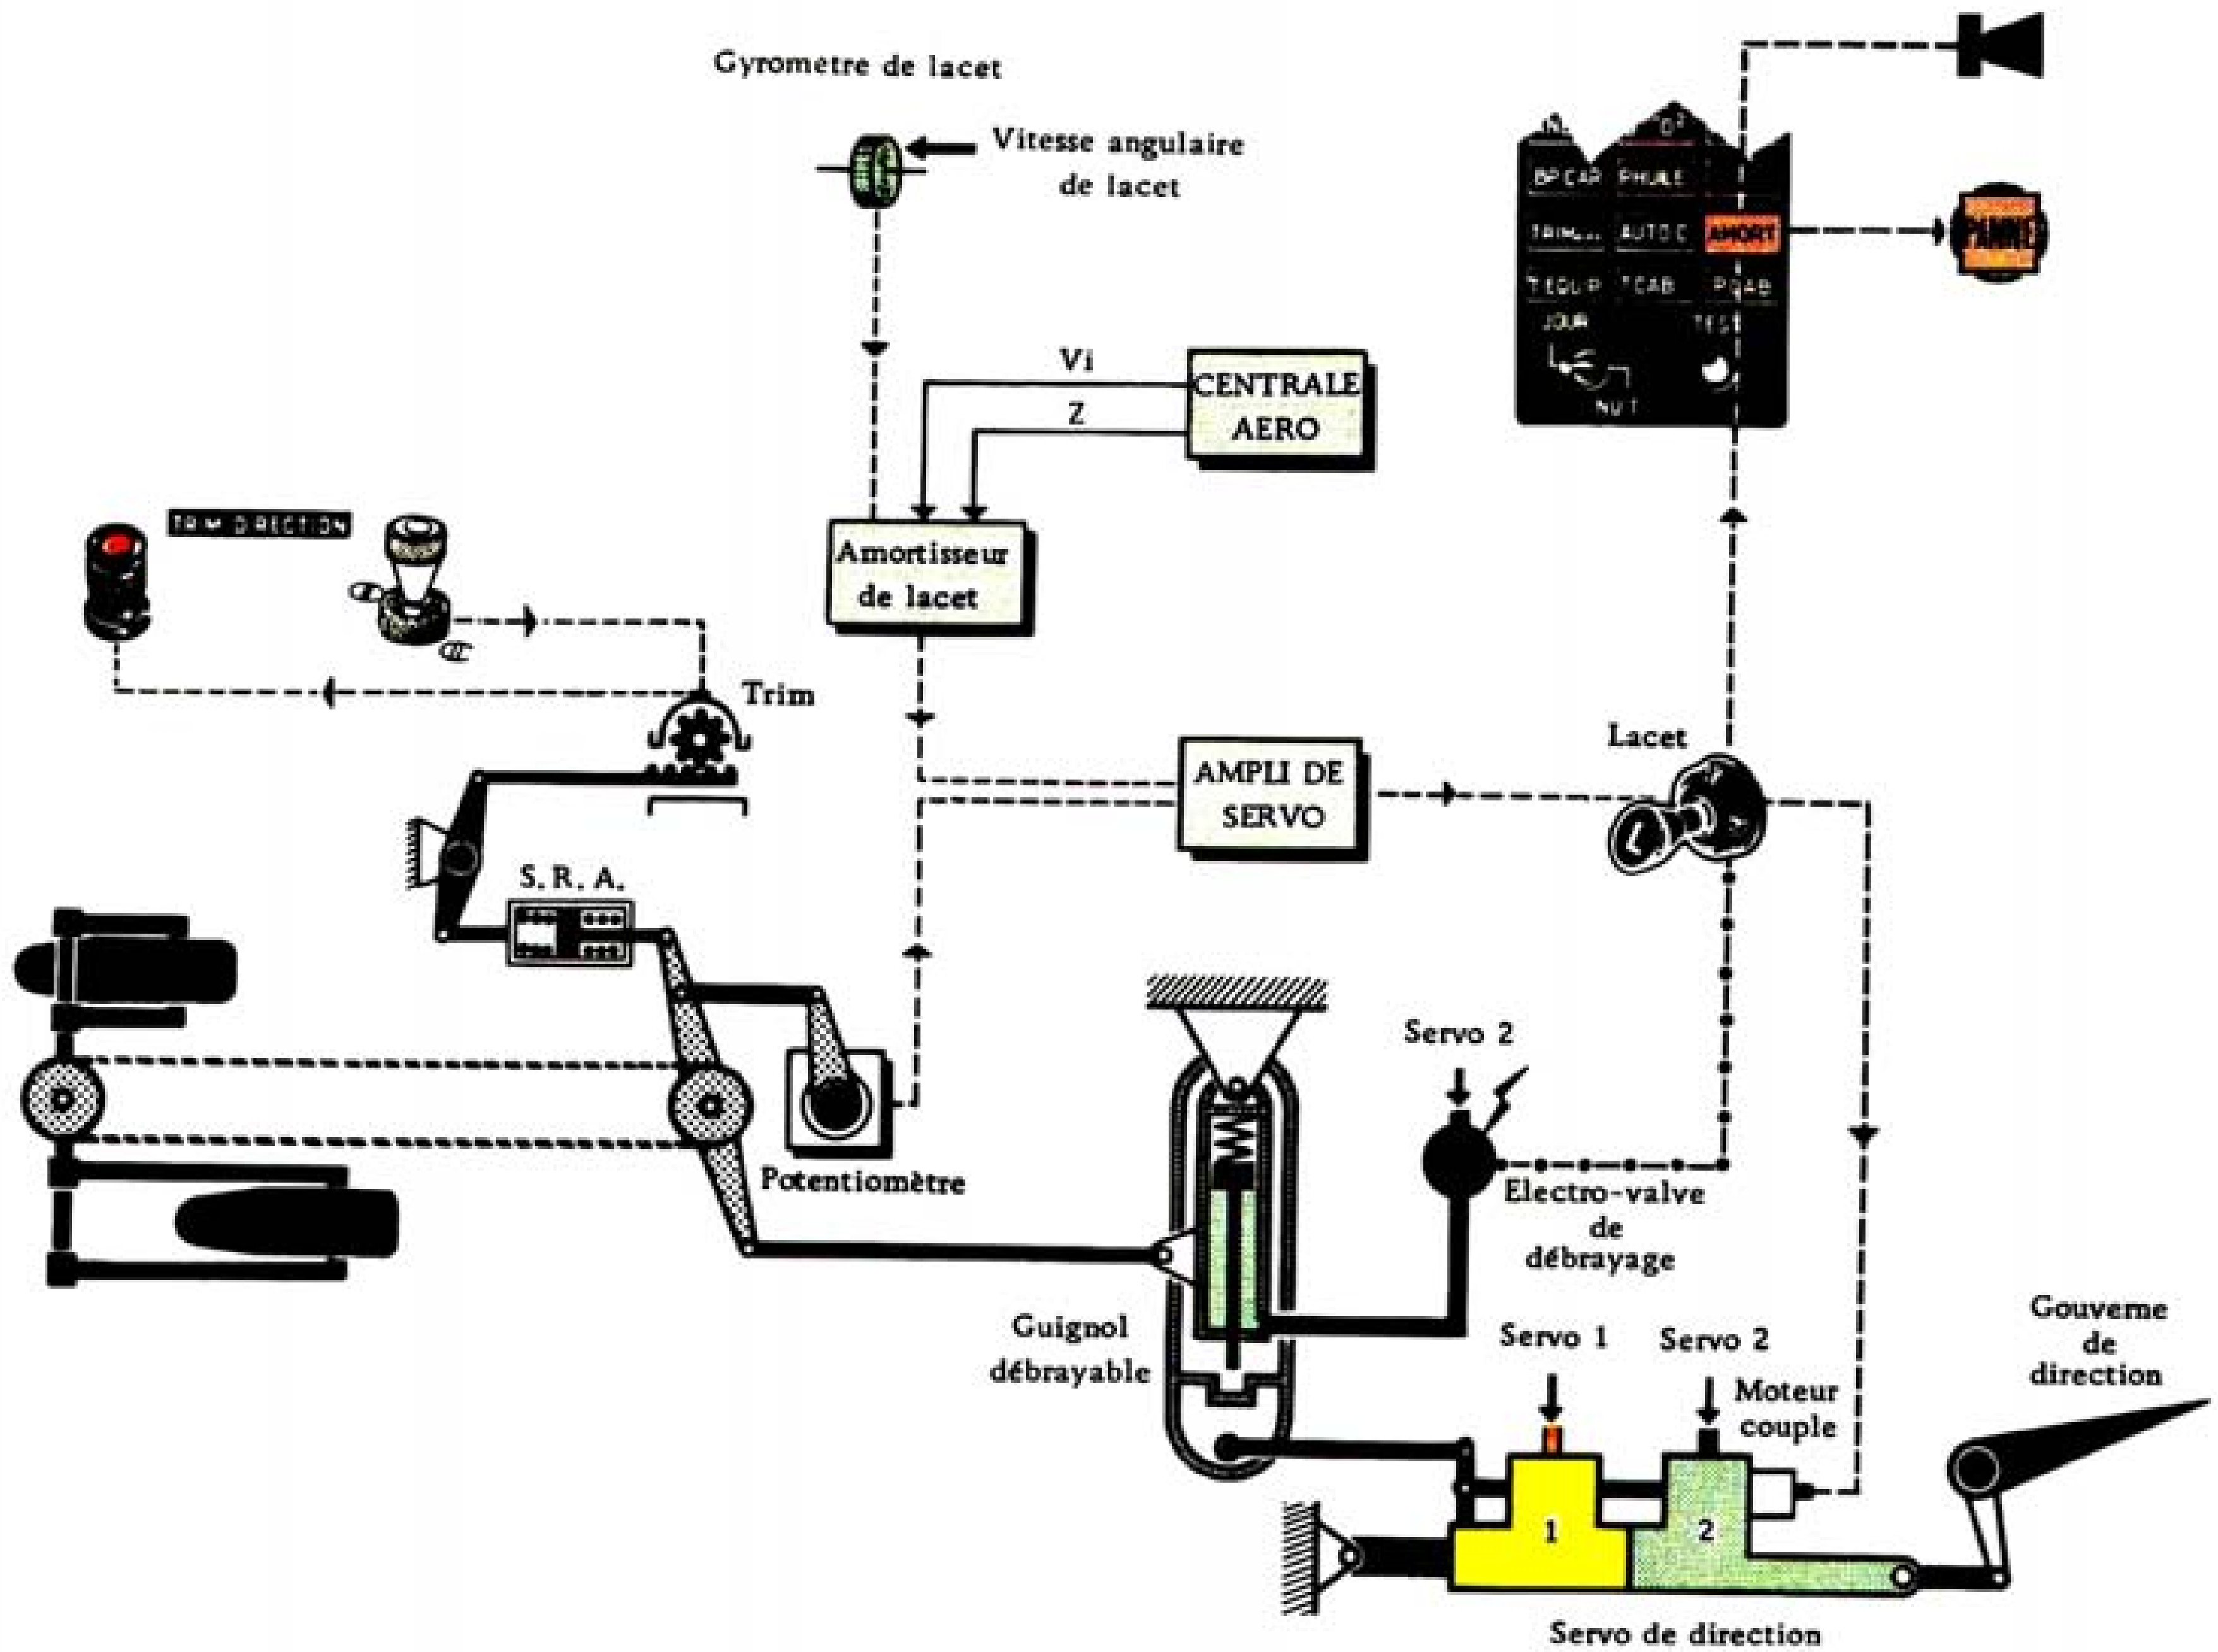 Gyromètre de lacet
Vitesse angulaire
de lacet
BP CAR
P.HUILE
AUTO C
AMORT
PANNE
T EQUIP
T CAB
P CAB
JOUR
TEST
NUIT
Vi
Z
CENTRALE
AERO
TRIM DIRECTION
Amortisseur
de lacet
Trim
Lacet
AMPLI DE
SERVO
S. R. A.
Servo 2
Potentiomètre
Electro-valve
de
débrayage
Guignol
débrayable
Servo 1
Servo 2
Moteur
couple
Gouverne
de
direction
1
2
Servo de direction